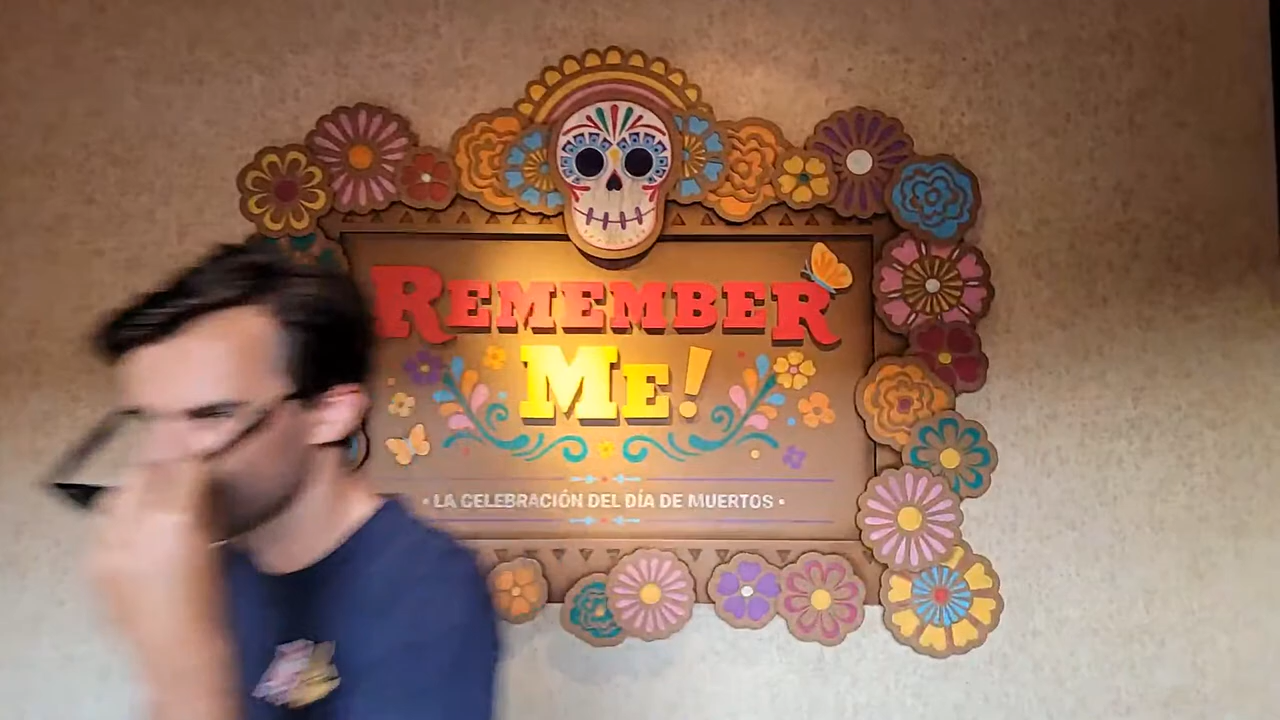 REMEMBER
ME!
• LA CELEBRACIÓN DEL DÍA DE MUERTOS •